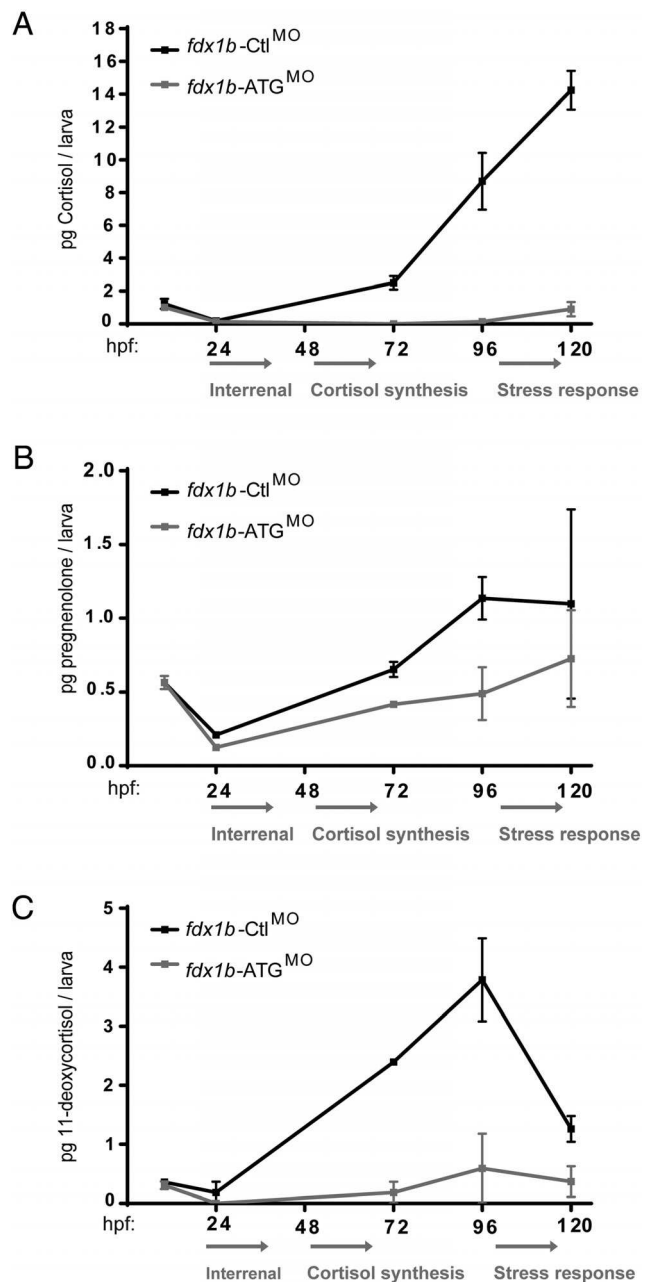 A
18
16
14
12
10
8
6
4
2
0
pg Cortisol / larva
fdx1b-Ctl^MO
fdx1b-ATG^MO
hpf: 24 48 72 96 120
Interrenal Cortisol synthesis Stress response
B
2.0
1.5
1.0
0.5
0.0
pg pregnenolone / larva
fdx1b-Ctl^MO
fdx1b-ATG^MO
hpf: 24 48 72 96 120
Interrenal Cortisol synthesis Stress response
C
5
4
3
2
1
0
pg 11-deoxycortisol / larva
fdx1b-Ctl^MO
fdx1b-ATG^MO
hpf: 24 48 72 96 120
Interrenal Cortisol synthesis Stress response